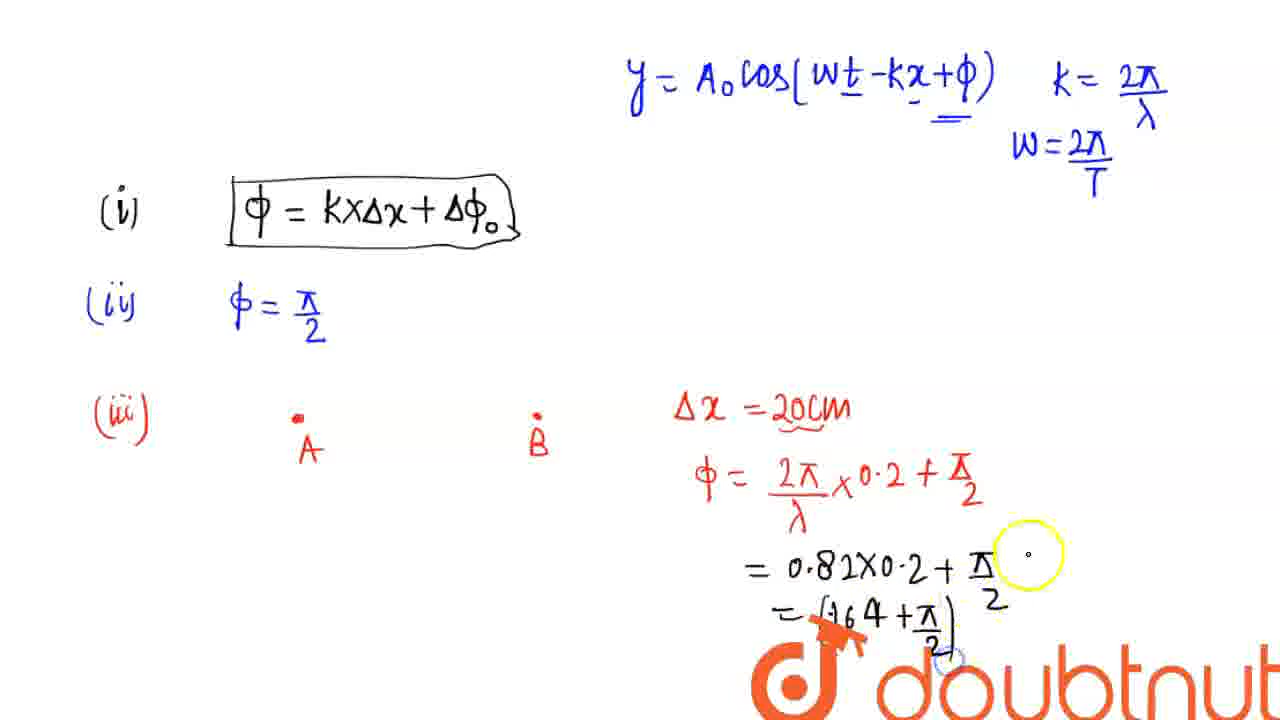 y = A₀ cos(wt - kx + ϕ) k = 2π/λ
w = 2π/T
(i) ϕ = k×Δx + Δϕ₀
(ii) ϕ = π/2
(iii) A B Δx = 20cm
ϕ = 2π/λ × 0.2 + π/2
= 0.82×0.2 + π/2
= (.164 + π/2)
doubtnut